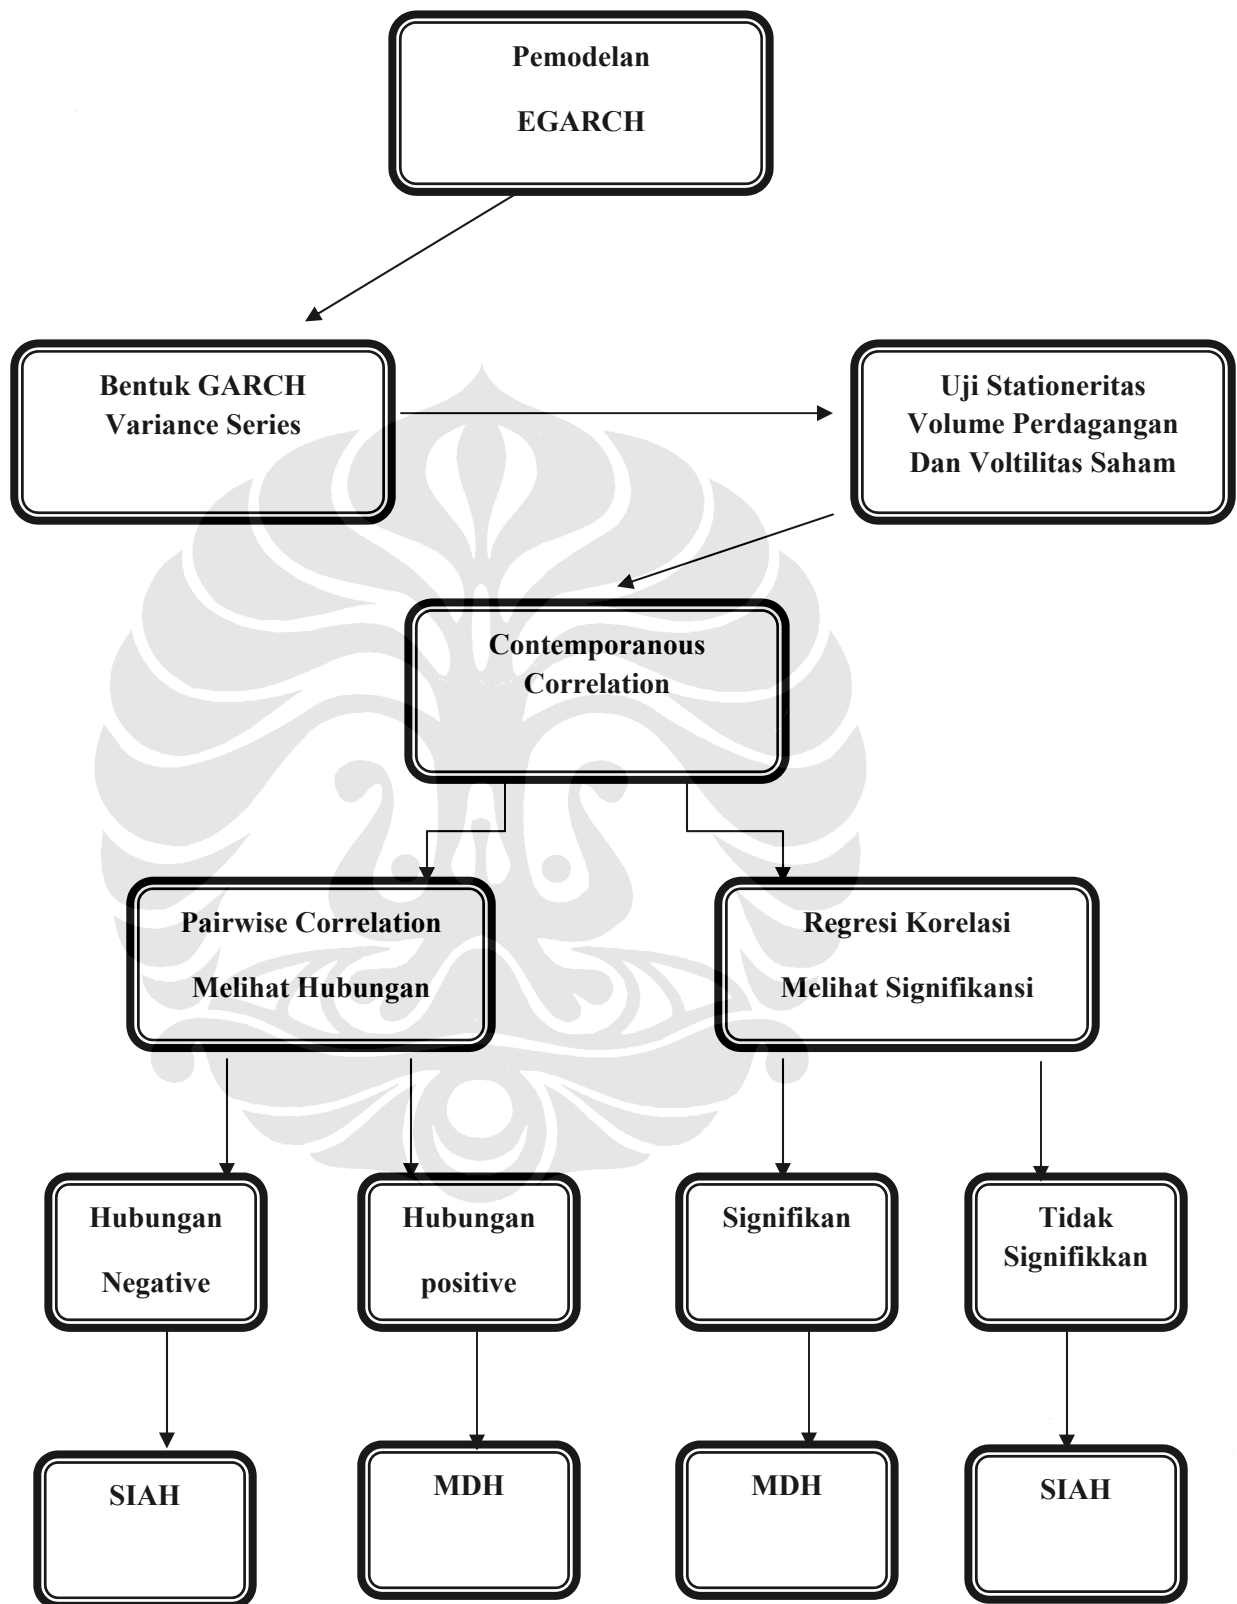 Pemodelan
EGARCH
Bentuk GARCH
Variance Series
Uji Stationeritas
Volume Perdagangan
Dan Voltilitas Saham
Contemporanous
Correlation
Pairwise Correlation
Melihat Hubungan
Regresi Korelasi
Melihat Signifikansi
Hubungan
Negative
Hubungan
positive
Signifikan
Tidak
Signifikkan
SIAH
MDH
MDH
SIAH